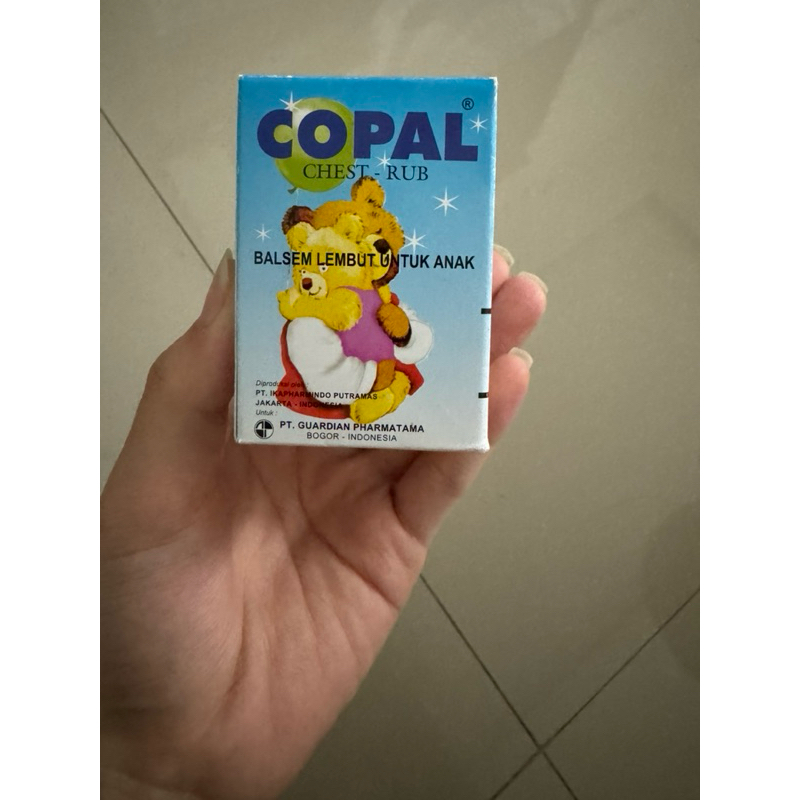 COPAL®
CHEST - RUB
BALSEM LEMBUT UNTUK ANAK
Diproduksi oleh :
PT. IKAPHARMINDO PUTRAMAS
JAKARTA - INDONESIA
Untuk :
PT. GUARDIAN PHARMATAMA
BOGOR - INDONESIA